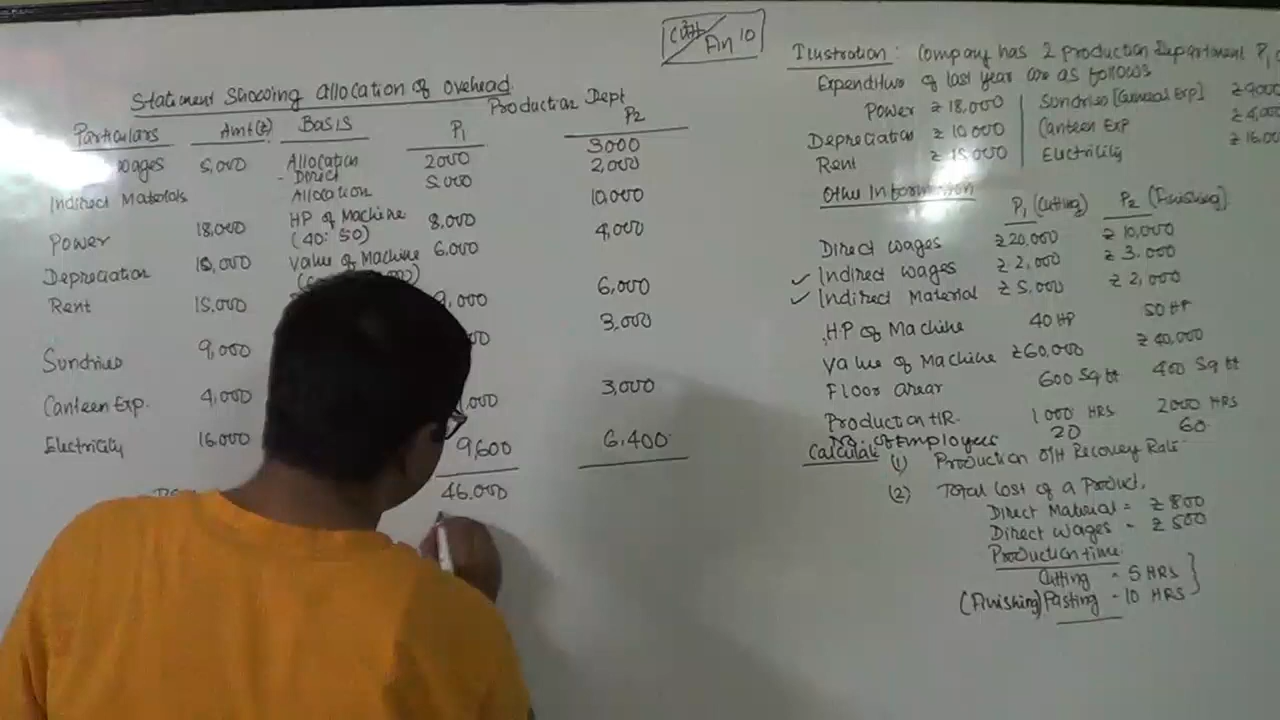 Fin 10
Statement Showing allocation of overhead
Production Dept
Particulars Amt(₹) BASIS P1 P2
wages 5,000 Allocation 2000 3000
- Direct
Indirect Materials Allocation 5000 2,000
Power 18,000 HP of Machine 8,000 10,000
(40: 50)
Depreciation 10,000 Value of Machine 6,000 4,000
Rent 15,000 9,000 6,000
Sundries 9,000 3,000
Canteen Exp. 4,000 3,000
Electricity 16,000 9,600 6,400
46,000
Illustration: Company has 2 production Department P1
Expenditure of last year are as follows
Power ₹ 18,000 Sundries [General Exp] ₹ 9000
Depreciation ₹ 10000 Canteen Exp ₹ 4,000
Rent ₹ 15000 Electricity ₹ 16,000
Other Information
P1 (Cutting) P2 (Finishing)
Direct wages ₹ 20,000 ₹ 10,000
✓ Indirect wages ₹ 2,000 ₹ 3.000
✓ Indirect Material ₹ 5,000 ₹ 2,000
H.P of Machine 40 HP 50 HP
Value of Machine ₹60,000 ₹ 40,000
Floor arear 600 Sq ft 400 Sq ft
Production HR. 1000 HRS 2000 HRS
of Employees 20 60
Calculate (1) Production O/H Recovery Rate
(2) Total Cost of a Product.
Direct Material = ₹ 800
Direct wages - ₹ 500
Production time.
Cutting - 5 HRS
(Finishing) Pasting - 10 HRS